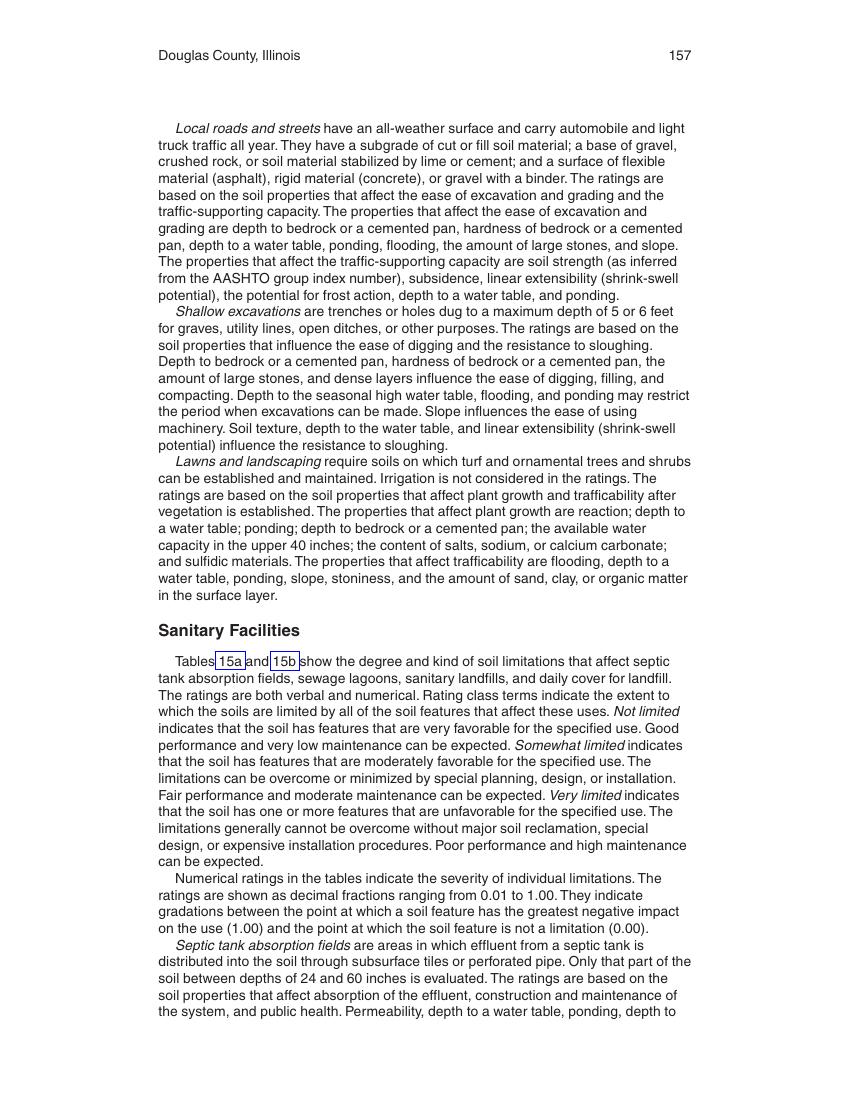 Douglas County, Illinois 157
Local roads and streets have an all-weather surface and carry automobile and light
truck traffic all year. They have a subgrade of cut or fill soil material; a base of gravel,
crushed rock, or soil material stabilized by lime or cement; and a surface of flexible
material (asphalt), rigid material (concrete), or gravel with a binder. The ratings are
based on the soil properties that affect the ease of excavation and grading and the
traffic-supporting capacity. The properties that affect the ease of excavation and
grading are depth to bedrock or a cemented pan, hardness of bedrock or a cemented
pan, depth to a water table, ponding, flooding, the amount of large stones, and slope.
The properties that affect the traffic-supporting capacity are soil strength (as inferred
from the AASHTO group index number), subsidence, linear extensibility (shrink-swell
potential), the potential for frost action, depth to a water table, and ponding.
Shallow excavations are trenches or holes dug to a maximum depth of 5 or 6 feet
for graves, utility lines, open ditches, or other purposes. The ratings are based on the
soil properties that influence the ease of digging and the resistance to sloughing.
Depth to bedrock or a cemented pan, hardness of bedrock or a cemented pan, the
amount of large stones, and dense layers influence the ease of digging, filling, and
compacting. Depth to the seasonal high water table, flooding, and ponding may restrict
the period when excavations can be made. Slope influences the ease of using
machinery. Soil texture, depth to the water table, and linear extensibility (shrink-swell
potential) influence the resistance to sloughing.
Lawns and landscaping require soils on which turf and ornamental trees and shrubs
can be established and maintained. Irrigation is not considered in the ratings. The
ratings are based on the soil properties that affect plant growth and trafficability after
vegetation is established. The properties that affect plant growth are reaction; depth to
a water table; ponding; depth to bedrock or a cemented pan; the available water
capacity in the upper 40 inches; the content of salts, sodium, or calcium carbonate;
and sulfidic materials. The properties that affect trafficability are flooding, depth to a
water table, ponding, slope, stoniness, and the amount of sand, clay, or organic matter
in the surface layer.
Sanitary Facilities
Tables 15a and 15b show the degree and kind of soil limitations that affect septic
tank absorption fields, sewage lagoons, sanitary landfills, and daily cover for landfill.
The ratings are both verbal and numerical. Rating class terms indicate the extent to
which the soils are limited by all of the soil features that affect these uses. Not limited
indicates that the soil has features that are very favorable for the specified use. Good
performance and very low maintenance can be expected. Somewhat limited indicates
that the soil has features that are moderately favorable for the specified use. The
limitations can be overcome or minimized by special planning, design, or installation.
Fair performance and moderate maintenance can be expected. Very limited indicates
that the soil has one or more features that are unfavorable for the specified use. The
limitations generally cannot be overcome without major soil reclamation, special
design, or expensive installation procedures. Poor performance and high maintenance
can be expected.
Numerical ratings in the tables indicate the severity of individual limitations. The
ratings are shown as decimal fractions ranging from 0.01 to 1.00. They indicate
gradations between the point at which a soil feature has the greatest negative impact
on the use (1.00) and the point at which the soil feature is not a limitation (0.00).
Septic tank absorption fields are areas in which effluent from a septic tank is
distributed into the soil through subsurface tiles or perforated pipe. Only that part of the
soil between depths of 24 and 60 inches is evaluated. The ratings are based on the
soil properties that affect absorption of the effluent, construction and maintenance of
the system, and public health. Permeability, depth to a water table, ponding, depth to